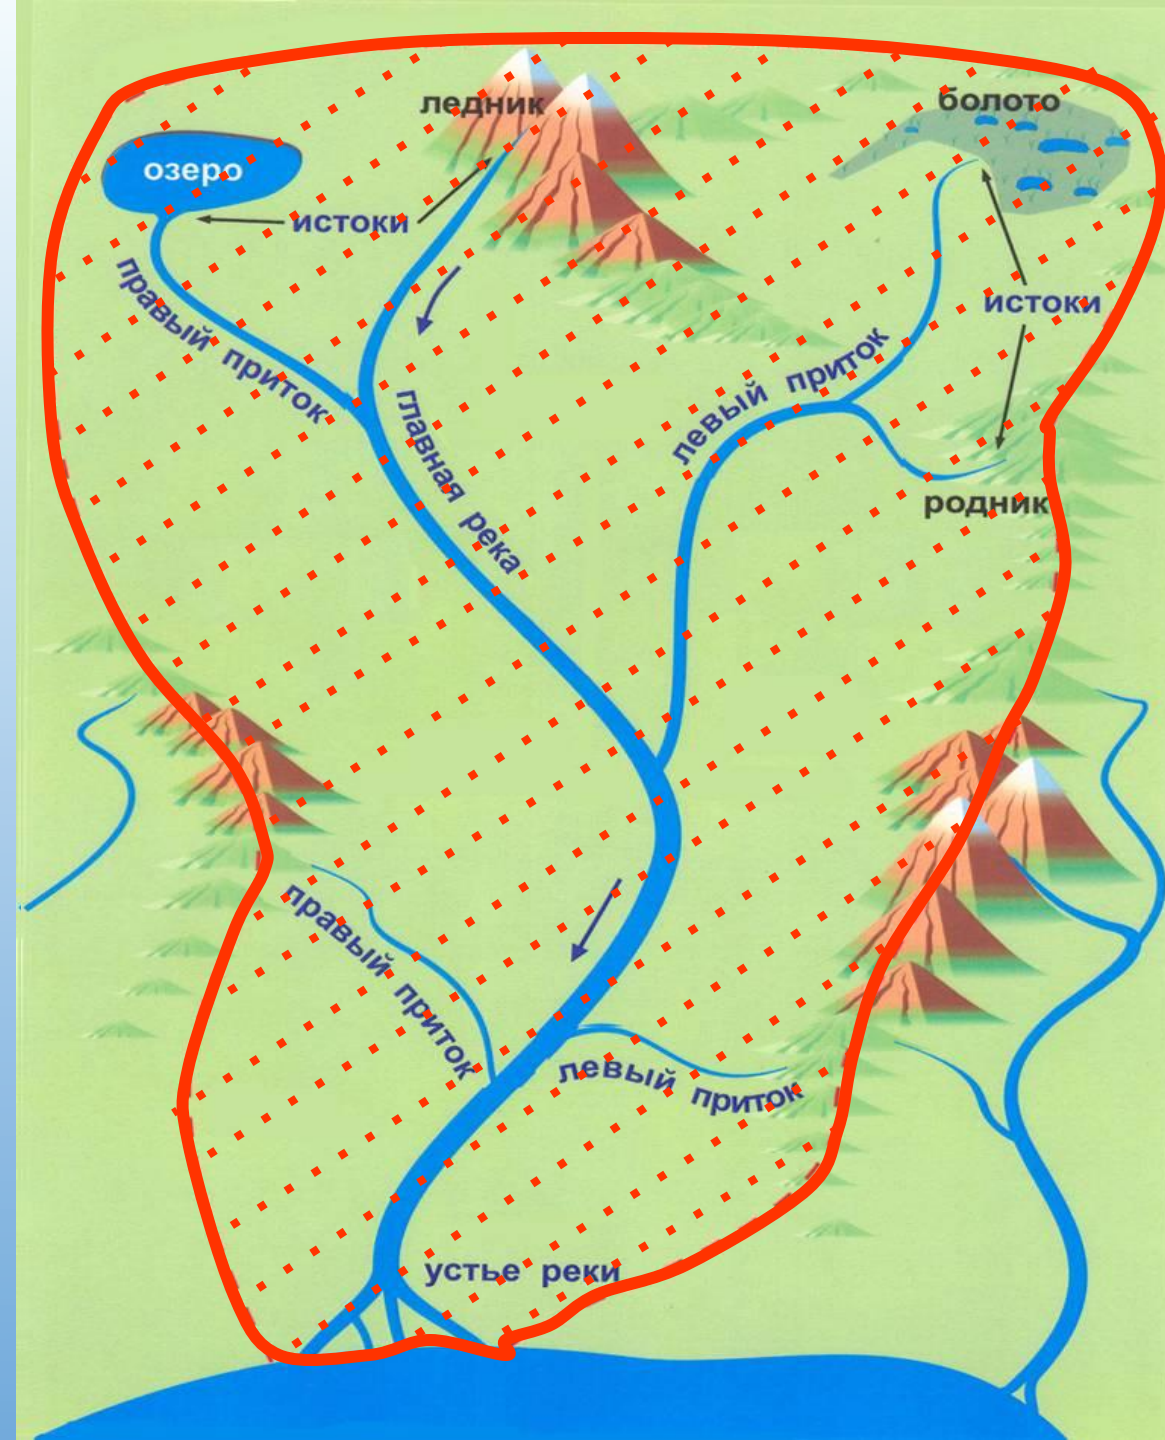 ледник
болото
озеро
истоки
правый приток
истоки
левый приток
главная река
родник
правый приток
левый приток
устье реки